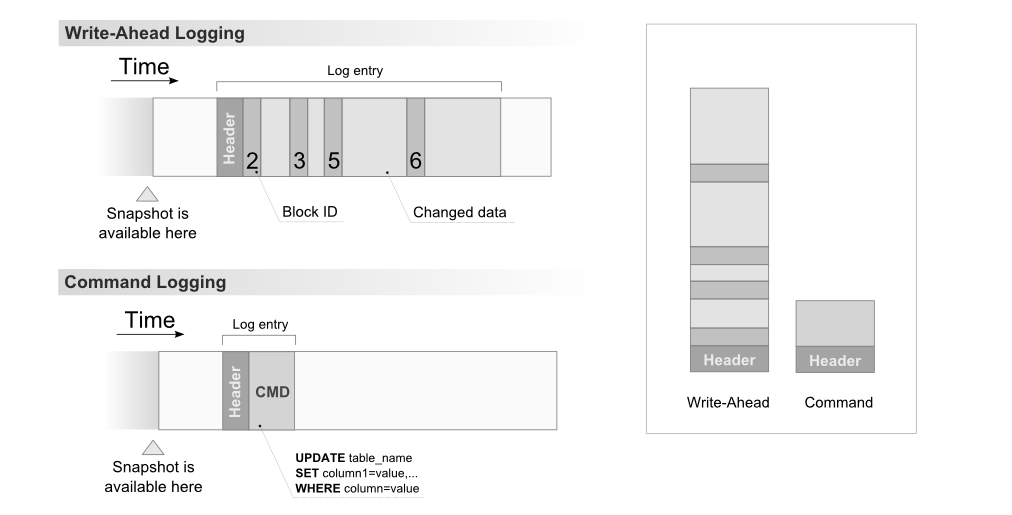 Write-Ahead Logging
Time
Log entry
Header
2
3
5
6
Block ID
Changed data
Snapshot is
available here
Command Logging
Time
Log entry
Header
CMD
Snapshot is
available here
UPDATE table_name
SET column1=value,...
WHERE column=value
Header
Header
Write-Ahead
Command